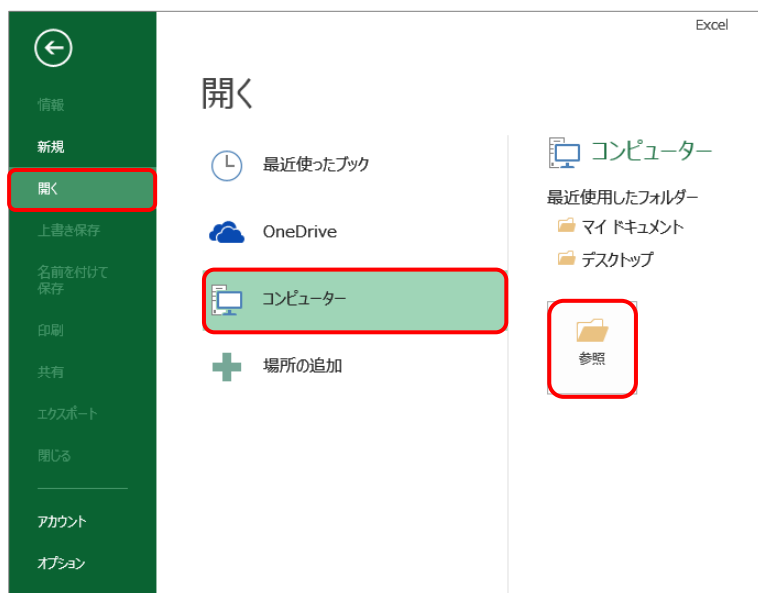 Excel
情報
新規
開く
上書き保存
名前を付けて
保存
印刷
共有
エクスポート
閉じる
アカウント
オプション
開く
最近使ったブック
OneDrive
コンピューター
場所の追加
コンピューター
最近使用したフォルダー
マイ ドキュメント
デスクトップ
参照